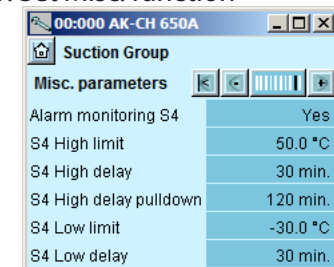 00:000 AK-CH 650A
Suction Group
Misc. parameters
Alarm monitoring S4 Yes
S4 High limit 50.0 °C
S4 High delay 30 min.
S4 High delay pulldown 120 min.
S4 Low limit -30.0 °C
S4 Low delay 30 min.